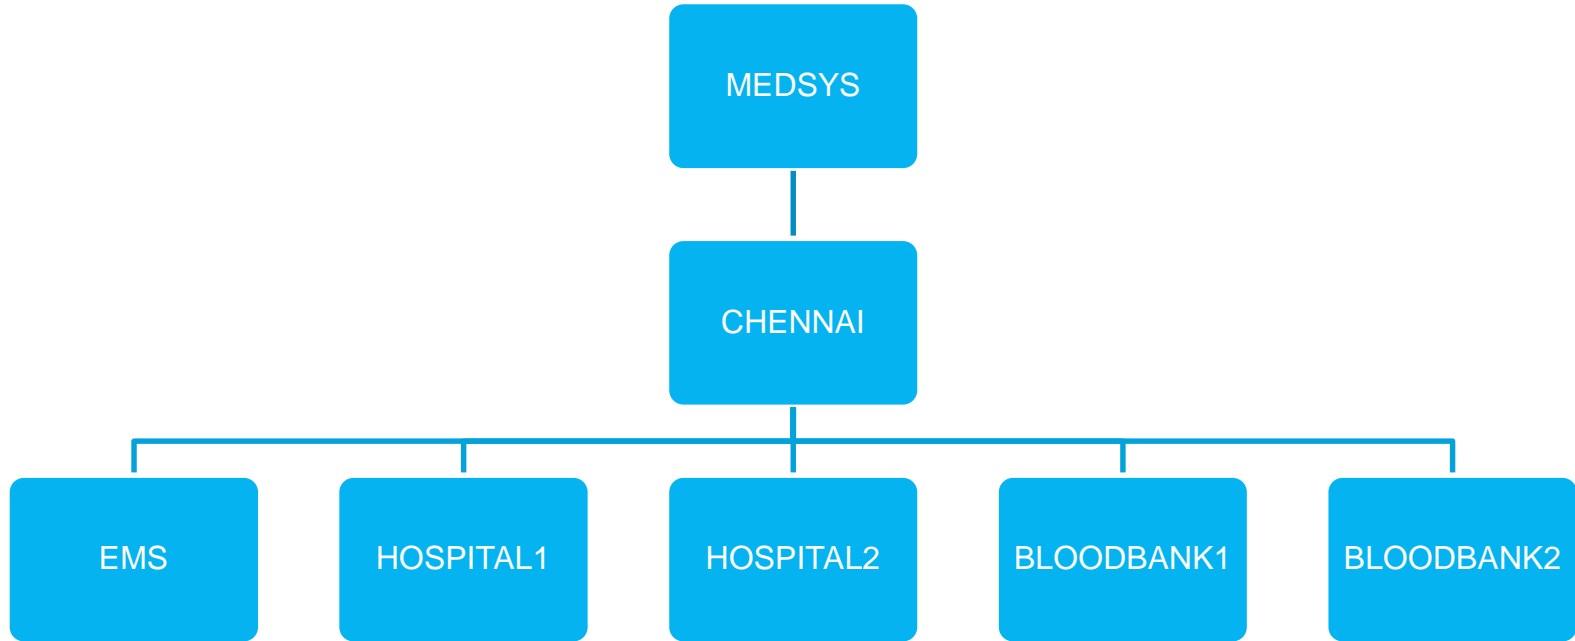 MEDSYS
CHENNAI
EMS
HOSPITAL1
HOSPITAL2
BLOODBANK1
BLOODBANK2